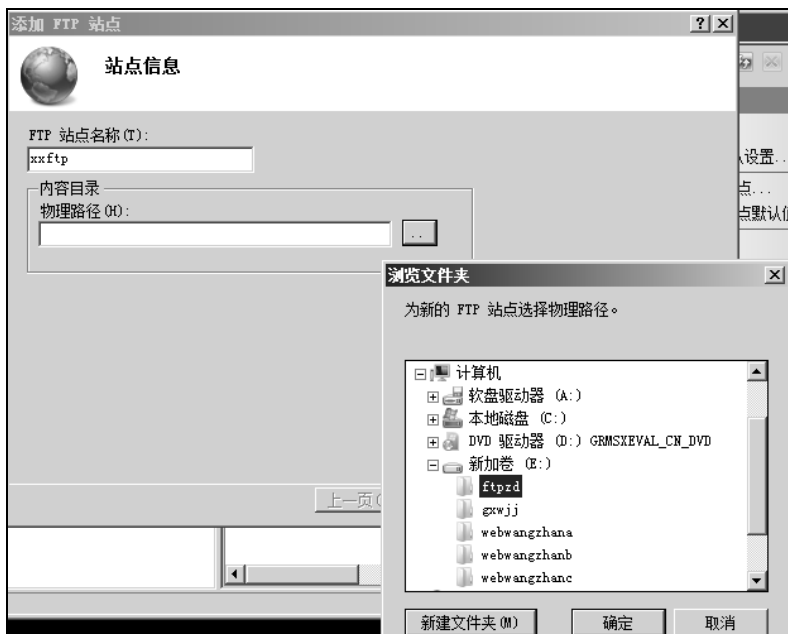 添加 FTP 站点
站点信息
FTP 站点名称(T):
xxftp
内容目录
物理路径(H):
..
设置..
点...
点默认
浏览文件夹
为新的 FTP 站点选择物理路径。
计算机
软盘驱动器 (A:)
本地磁盘 (C:)
DVD 驱动器 (D:) GRMSXEVAL_CN_DVD
新加卷 (E:)
ftpzd
gxwjj
webwangzhana
webwangzhanb
webwangzhanc
上一页(
新建文件夹(M)
确定
取消